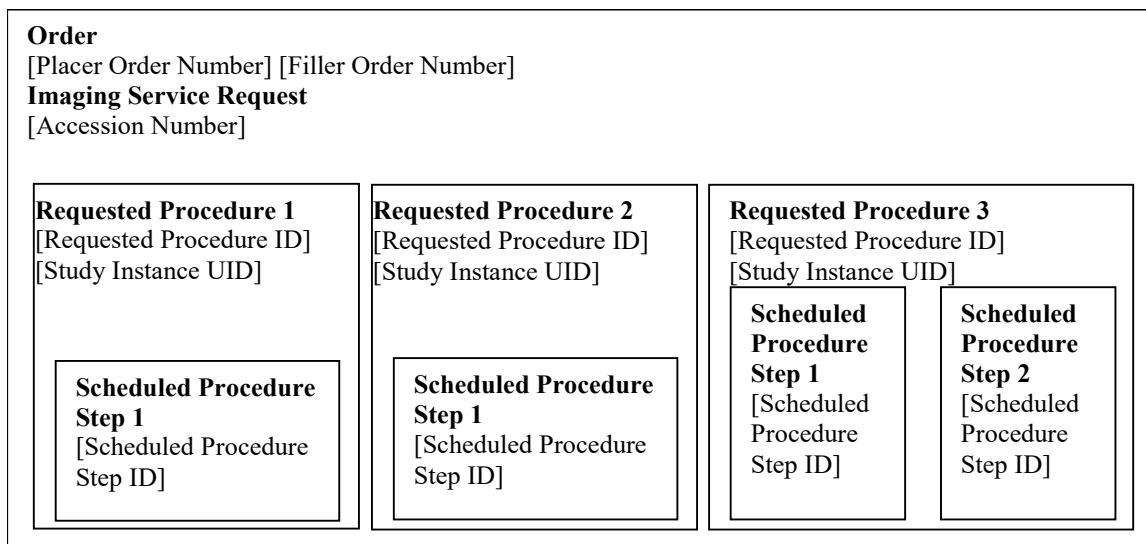 Order
[Placer Order Number] [Filler Order Number]
Imaging Service Request
[Accession Number]
Requested Procedure 1
[Requested Procedure ID]
[Study Instance UID]
Scheduled Procedure
Step 1
[Scheduled Procedure
Step ID]
Requested Procedure 2
[Requested Procedure ID]
[Study Instance UID]
Scheduled Procedure
Step 1
[Scheduled Procedure
Step ID]
Requested Procedure 3
[Requested Procedure ID]
[Study Instance UID]
Scheduled
Procedure
Step 1
[Scheduled
Procedure
Step ID]
Scheduled
Procedure
Step 2
[Scheduled
Procedure
Step ID]